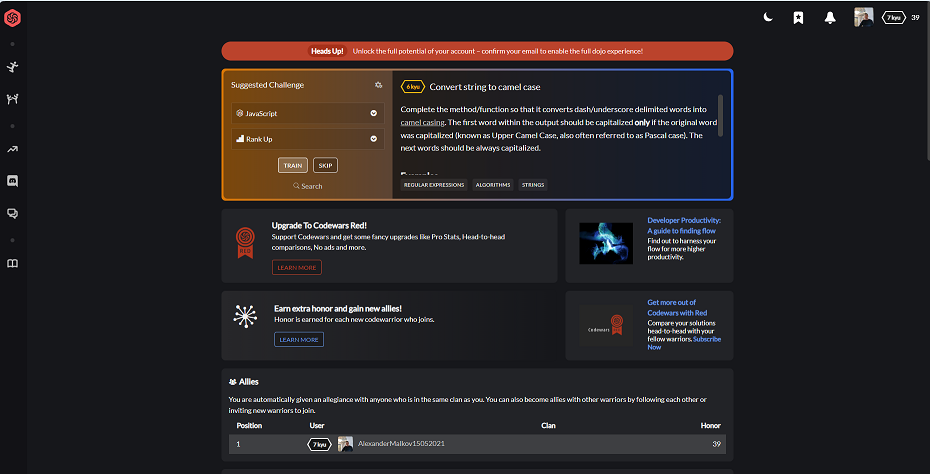 7 kyu 39
Heads Up! Unlock the full potential of your account – confirm your email to enable the full dojo experience!
Suggested Challenge
JavaScript
Rank Up
TRAIN SKIP
Search
6 kyu Convert string to camel case
Complete the method/function so that it converts dash/underscore delimited words into
camel casing. The first word within the output should be capitalized only if the original word
was capitalized (known as Upper Camel Case, also often referred to as Pascal case). The
next words should be always capitalized.
REGULAR EXPRESSIONS ALGORITHMS STRINGS
Upgrade To Codewars Red!
Support Codewars and get some fancy upgrades like Pro Stats, Head-to-head
comparisons, No ads and more.
LEARN MORE
Developer Productivity:
A guide to finding flow
Find out to harness your
flow for more higher
productivity.
Earn extra honor and gain new allies!
Honor is earned for each new codewarrior who joins.
LEARN MORE
Codewars
Get more out of
Codewars with Red
Compare your solutions
head-to-head with your
fellow warriors. Subscribe
Now
Allies
You are automatically given an allegiance with anyone who is in the same clan as you. You can also become allies with other warriors by following each other or
inviting new warriors to join.
Position User Clan Honor
1 7 kyu AlexanderMalkov15052021 39